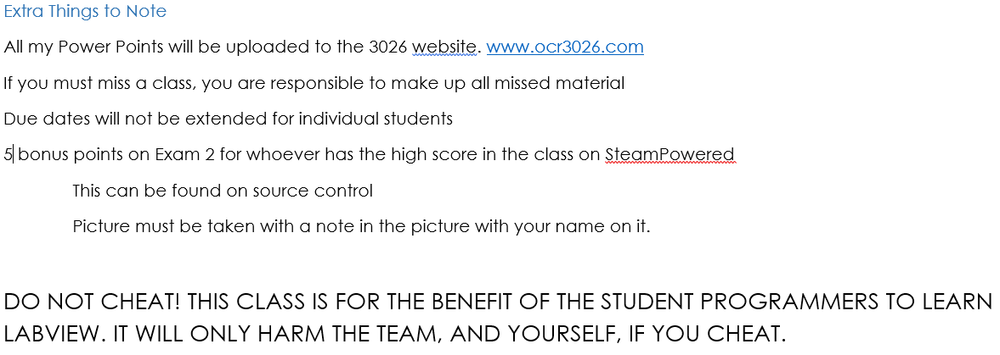 Extra Things to Note
All my Power Points will be uploaded to the 3026 website. www.ocr3026.com
If you must miss a class, you are responsible to make up all missed material
Due dates will not be extended for individual students
5 bonus points on Exam 2 for whoever has the high score in the class on SteamPowered
This can be found on source control
Picture must be taken with a note in the picture with your name on it.
DO NOT CHEAT! THIS CLASS IS FOR THE BENEFIT OF THE STUDENT PROGRAMMERS TO LEARN
LABVIEW. IT WILL ONLY HARM THE TEAM, AND YOURSELF, IF YOU CHEAT.